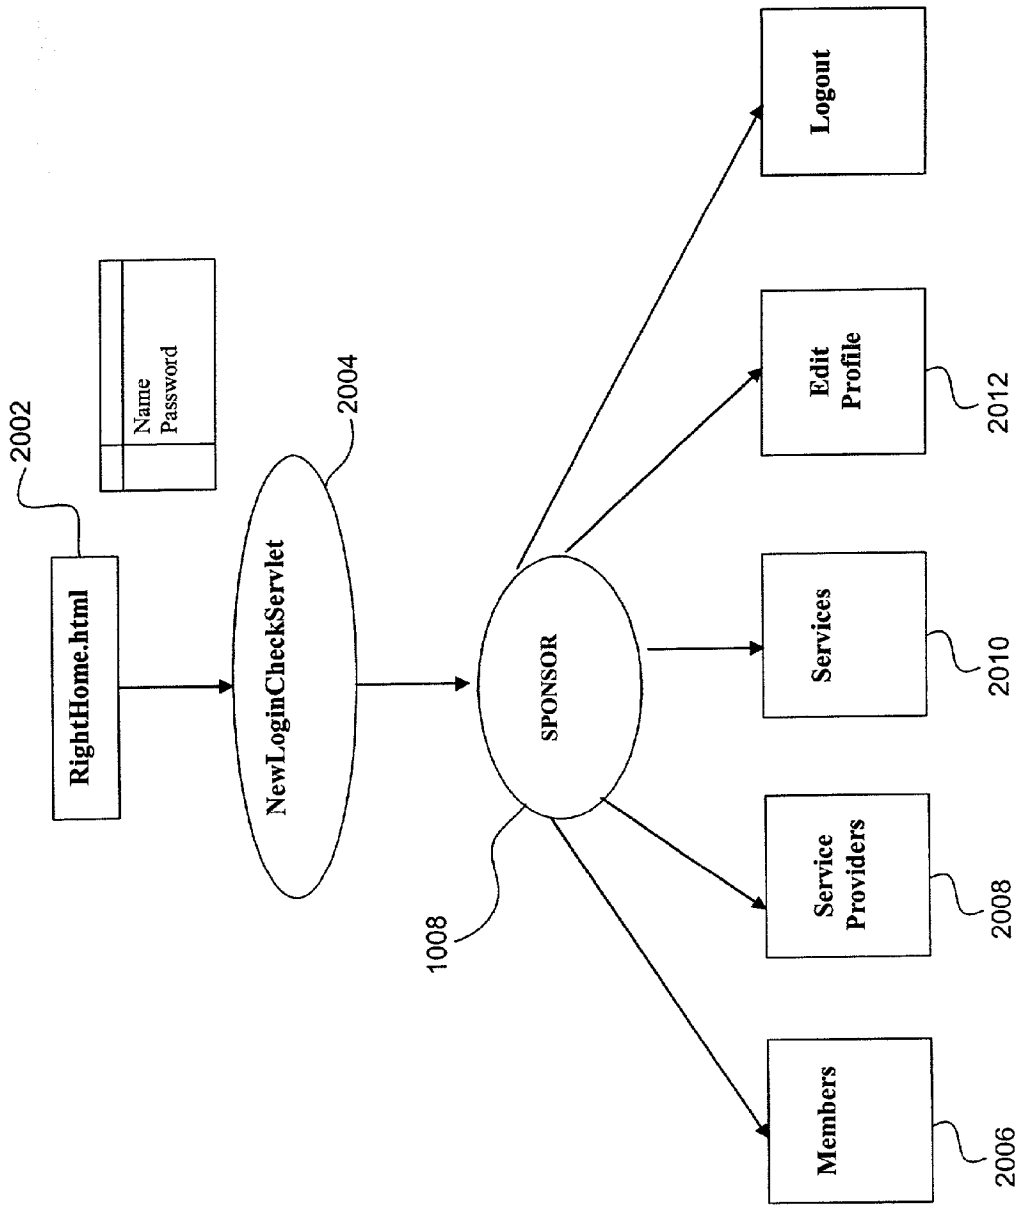 RightHome.html
2002
Name
Password
NewLoginCheckServlet
2004
SPONSOR
1008
Members
2006
Service
Providers
2008
Services
2010
Edit
Profile
2012
Logout